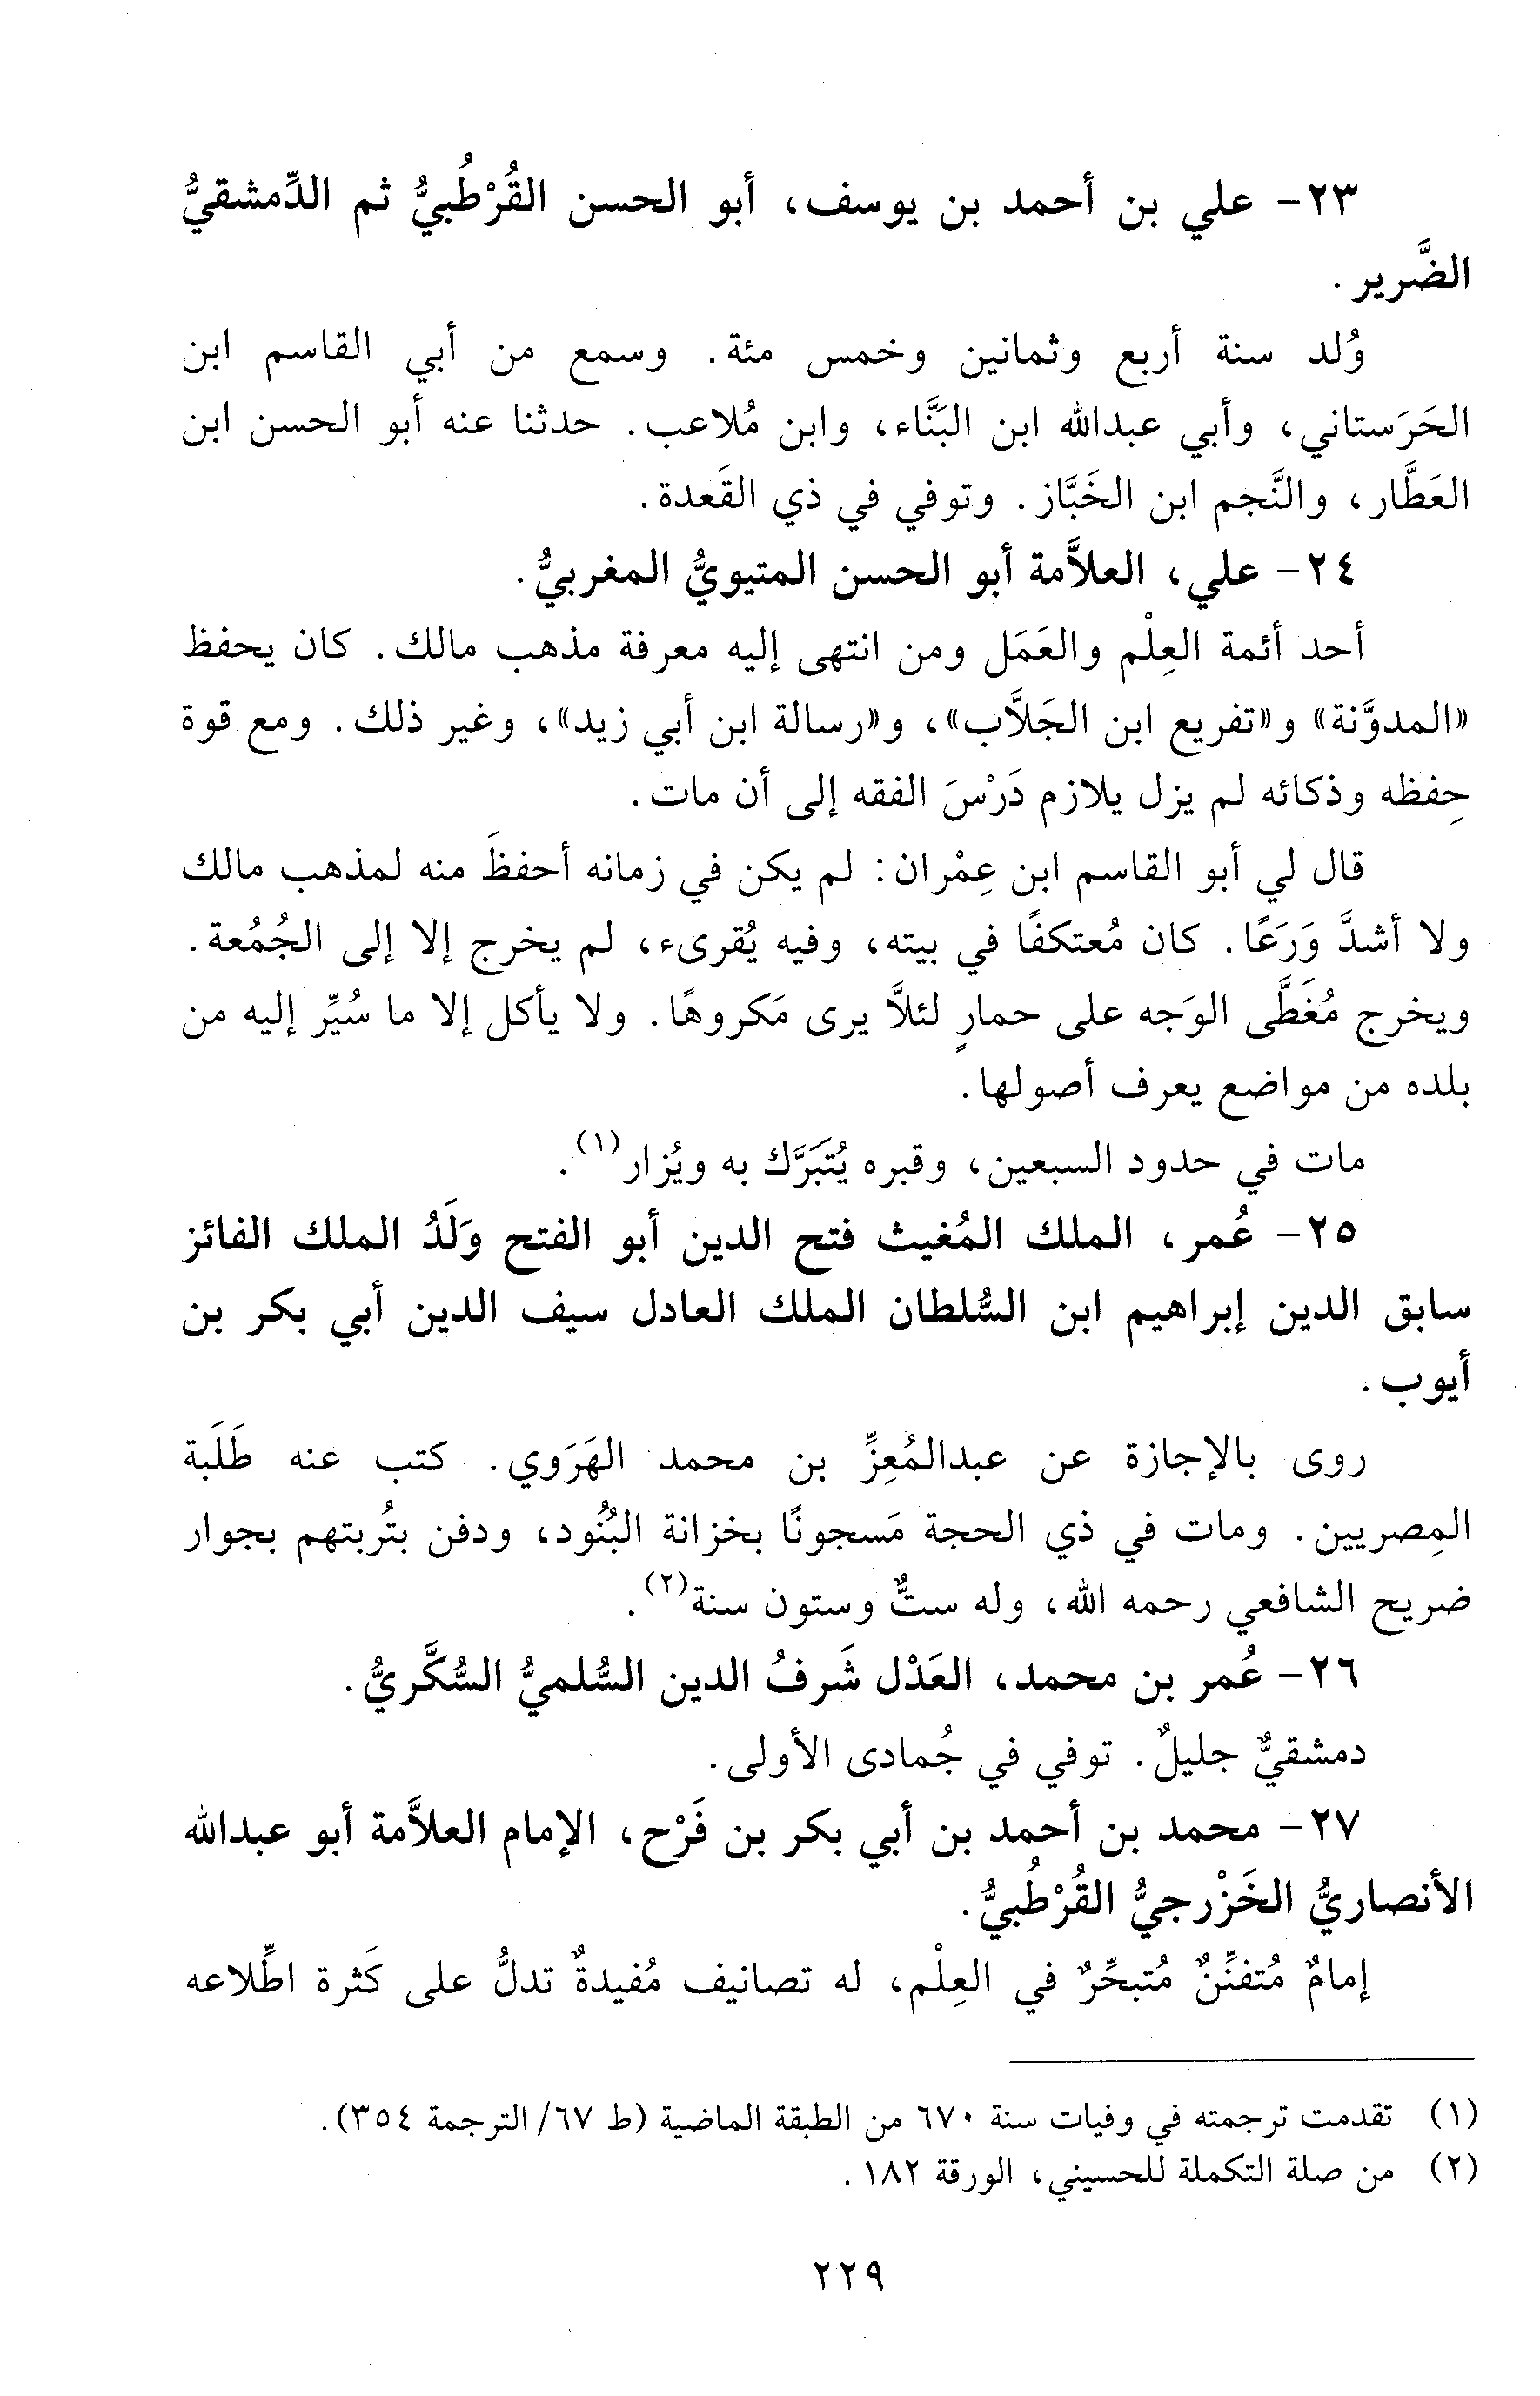 ٢٣- علي بن أحمد بن يوسف، أبو الحسن القُرْطُبيُّ ثم الدِّمشقيُّ
الضَّرير.
وُلد سنة أربع وثمانين وخمس مئة. وسمع من أبي القاسم ابن
الحَرَستاني، وأبي عبدالله ابن البَنَّاء، وابن مُلاعب. حدثنا عنه أبو الحسن ابن
العَطَّار، والنَّجم ابن الخَبَّاز. وتوفي في ذي القَعدة.
٢٤- علي، العلاَّمة أبو الحسن المتيويُّ المغربيُّ.
أحد أئمة العِلْم والعَمَل ومن انتهى إليه معرفة مذهب مالك. كان يحفظ
«المدوَّنة» و«تفريع ابن الجَلاَّب»، و«رسالة ابن أبي زيد»، وغير ذلك. ومع قوة
حِفظه وذكائه لم يزل يلازم دَرْسَ الفقه إلى أن مات.
قال لي أبو القاسم ابن عِمْران: لم يكن في زمانه أحفظَ منه لمذهب مالك
ولا أشدَّ وَرَعًا. كان مُعتكفًا في بيته، وفيه يُقرىء، لم يخرج إلا إلى الجُمُعة.
ويخرج مُغَطَّى الوَجه على حمارٍ لئلاَّ يرى مَكروهًا. ولا يأكل إلا ما سُيِّر إليه من
بلده من مواضع يعرف أصولها.
مات في حدود السبعين، وقبره يُتَبَرَّك به ويُزار(١).
٢٥- عُمر، الملك المُغيث فتح الدين أبو الفتح وَلَدُ الملك الفائز
سابق الدين إبراهيم ابن السُّلطان الملك العادل سيف الدين أبي بكر بن
أيوب.
روى بالإجازة عن عبدالمُعِزِّ بن محمد الهَرَوي. كتب عنه طَلَبة
المِصريين. ومات في ذي الحجة مَسجونًا بخزانة البُنُود، ودفن بتُربتهم بجوار
ضريح الشافعي رحمه الله، وله ستٌّ وستون سنة(٢).
٢٦- عُمر بن محمد، العَدْل شَرفُ الدين السُّلميُّ السُّكَّريُّ.
دمشقيٌّ جليلٌ. توفي في جُمادى الأولى.
٢٧- محمد بن أحمد بن أبي بكر بن فَرْح، الإمام العلاَّمة أبو عبدالله
الأنصاريُّ الخَزْرجيُّ القُرْطُبيُّ.
إمامٌ مُتفنِّنٌ مُتبحِّرٌ في العِلْم، له تصانيف مُفيدةٌ تدلُّ على كَثرة اطِّلاعه
(١) تقدمت ترجمته في وفيات سنة ٦٧٠ من الطبقة الماضية (ط ٦٧/ الترجمة ٣٥٤).
(٢) من صلة التكملة للحسيني، الورقة ١٨٢.
٢٢٩